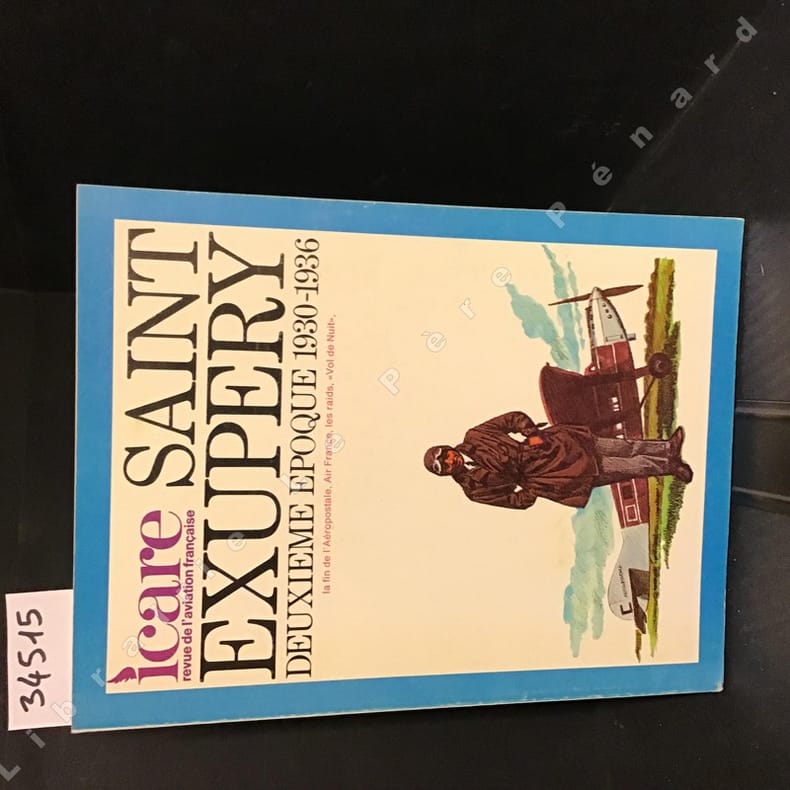 icare SAINT
revue de l'aviation française
EXUPERY
DEUXIEME EPOQUE 1930-1936
la fin de l'Aéropostale, Air France, les raids, «Vol de Nuit».
34515
Librairie le Père Pénard